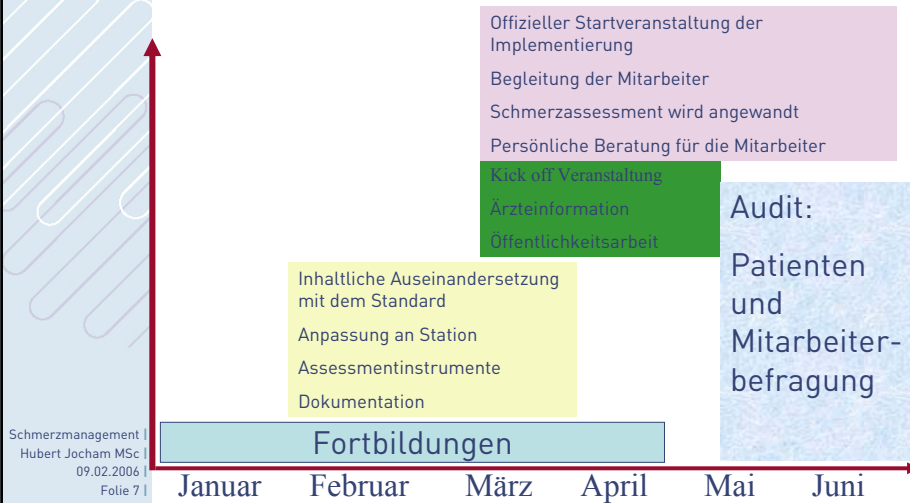 Offizieller Startveranstaltung der
Implementierung
Begleitung der Mitarbeiter
Schmerzassessment wird angewandt
Persönliche Beratung für die Mitarbeiter
Kick off Veranstaltung
Ärzteinformation
Öffentlichkeitsarbeit
Audit:
Patienten
und
Mitarbeiter-
befragung
Inhaltliche Auseinandersetzung
mit dem Standard
Anpassung an Station
Assessmentinstrumente
Dokumentation
Fortbildungen
Schmerzmanagement |
Hubert Jocham MSc |
09.02.2006 |
Folie 7 |
Januar Februar März April Mai Juni